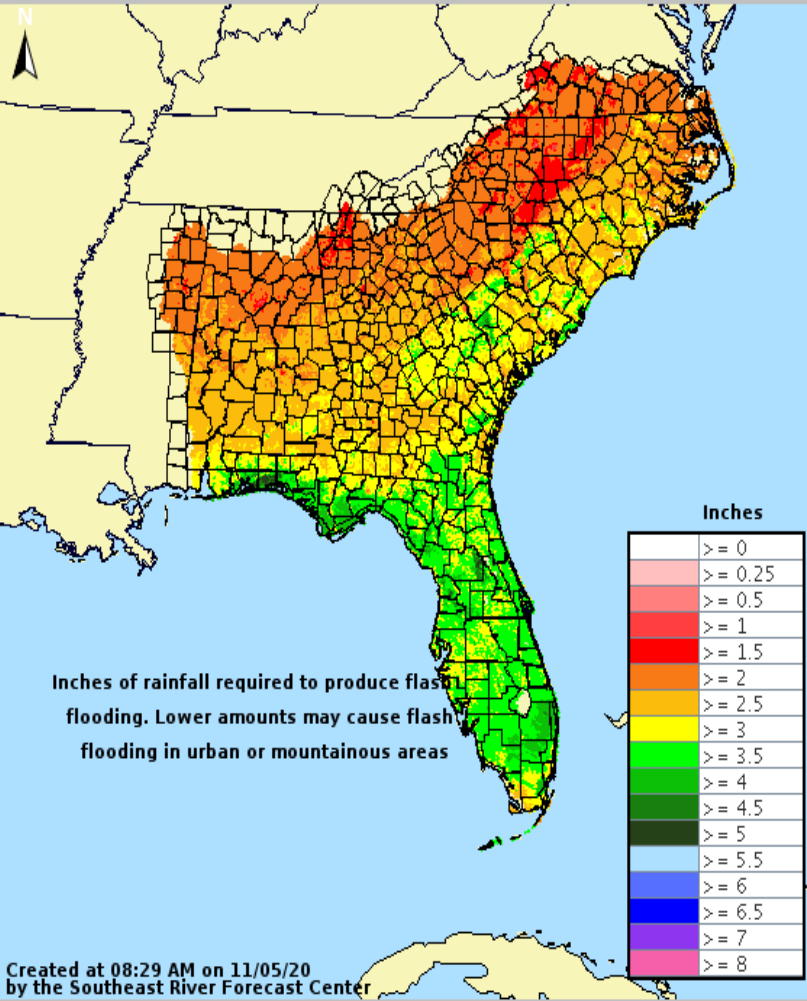 N
Inches
>= 0
>= 0.25
>= 0.5
>= 1
>= 1.5
>= 2
>= 2.5
>= 3
>= 3.5
>= 4
>= 4.5
>= 5
>= 5.5
>= 6
>= 6.5
>= 7
>= 8
Inches of rainfall required to produce flash
flooding. Lower amounts may cause flash
flooding in urban or mountainous areas
Created at 08:29 AM on 11/05/20
by the Southeast River Forecast Center